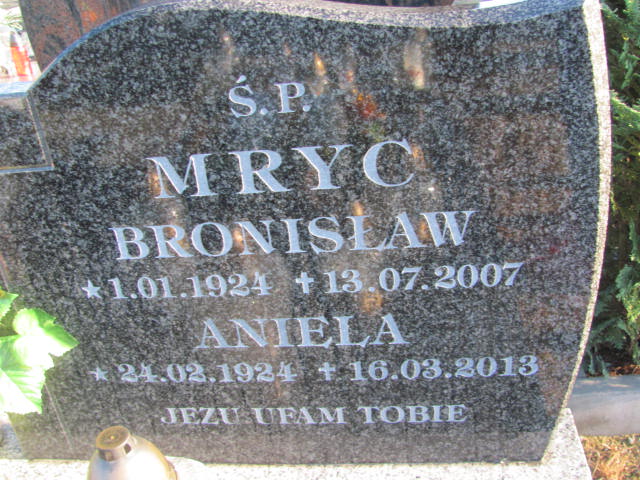 Ś.P.
MRYC
BRONISŁAW
★1.01.1924 ✝13.07.2007
ANIELA
★24.02.1924 ✝16.03.2013
JEZU UFAM TOBIE